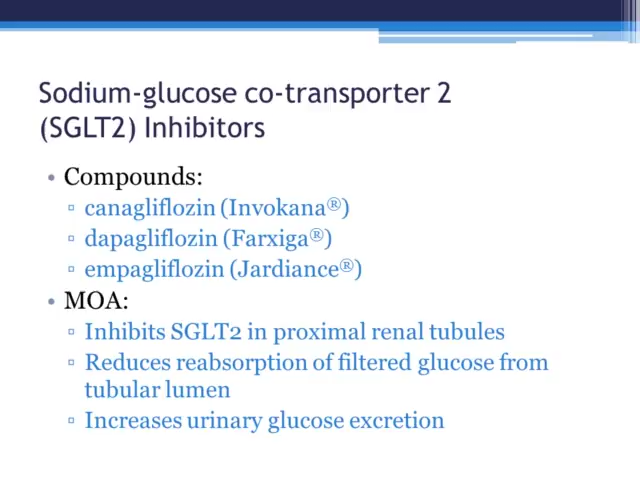 Sodium-glucose co-transporter 2
(SGLT2) Inhibitors
• Compounds:
▫ canagliflozin (Invokana®)
▫ dapagliflozin (Farxiga®)
▫ empagliflozin (Jardiance®)
• MOA:
▫ Inhibits SGLT2 in proximal renal tubules
▫ Reduces reabsorption of filtered glucose from
tubular lumen
▫ Increases urinary glucose excretion